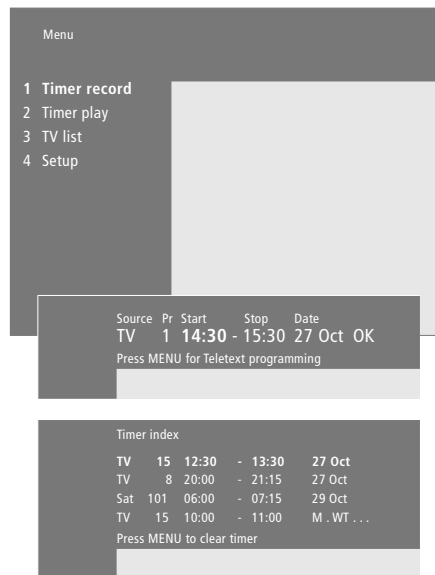 Menu
1 Timer record
2 Timer play
3 TV list
4 Setup
Source Pr Start Stop Date
TV 1 14:30 - 15:30 27 Oct OK
Press MENU for Teletext programming
Timer index
TV 15 12:30 - 13:30 27 Oct
TV 8 20:00 - 21:15 27 Oct
Sat 101 06:00 - 07:15 29 Oct
TV 15 10:00 - 11:00 M . WT . . .
Press MENU to clear timer